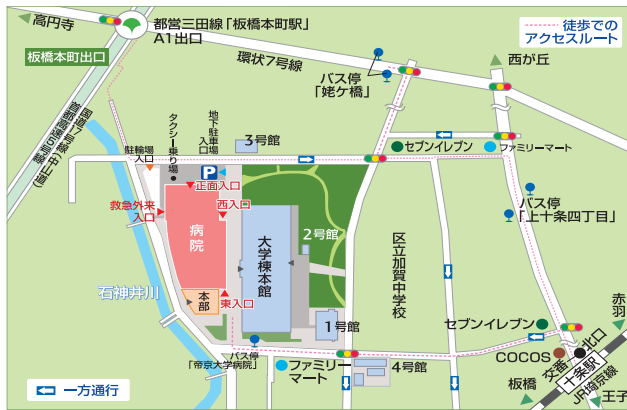 高円寺
都営三田線「板橋本町駅」
A1出口
徒歩での
アクセスルート
板橋本町出口
環状7号線
バス停
「姥ケ橋」
西が丘
国道17号線
首都高速5号線(中山道)
タクシー乗り場
地下駐車場
入口
3号館
駐輪場
入口
P
セブンイレブン
ファミリーマート
正面入口
救急外来
入口
西入口
バス停
「上十条四丁目」
病院
大学棟本館
2号館
区立加賀中学校
石神井川
本部
東入口
1号館
赤羽
セブンイレブン
北口
バス停
「帝京大学病院」
ファミリー
マート
4号館
COCOS
交番
十条駅
JR埼京線
板橋
王子
一方通行